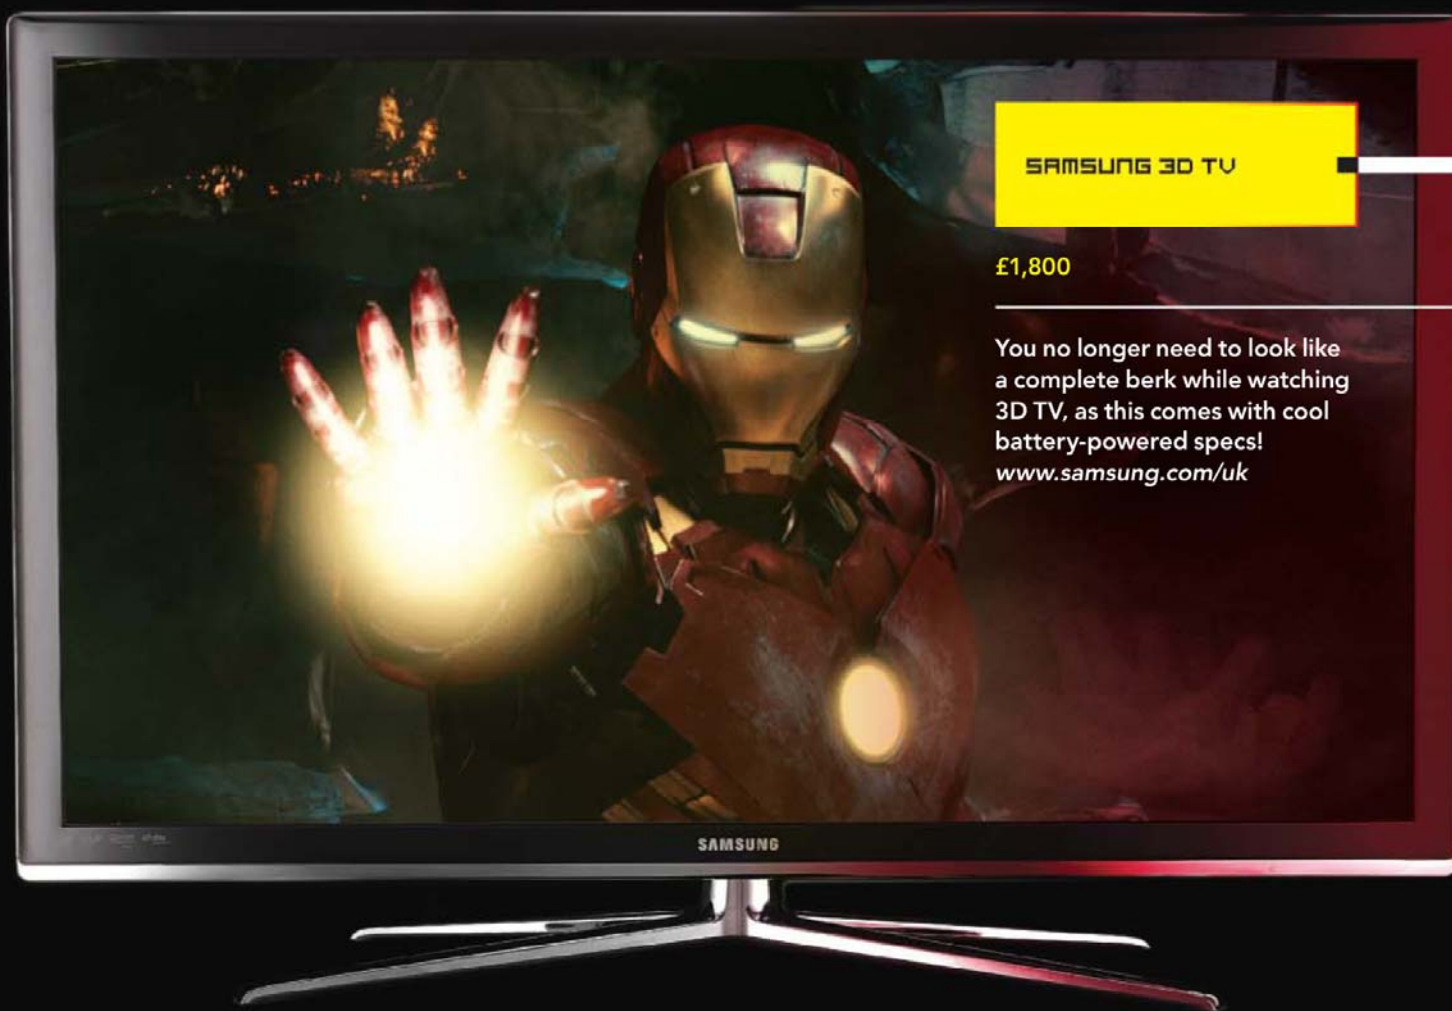 SAMSUNG 3D TV
£1,800
You no longer need to look like
a complete berk while watching
3D TV, as this comes with cool
battery-powered specs!
www.samsung.com/uk
SAMSUNG